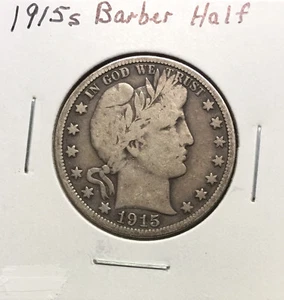 1915s Barber Half
IN GOD WE TRUST
1915